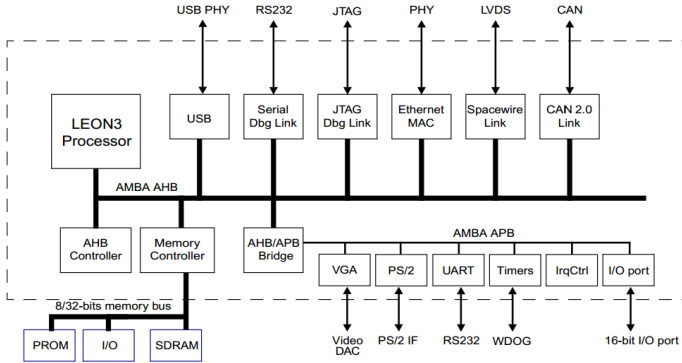 USB PHY RS232 JTAG PHY LVDS CAN
LEON3
Processor
USB
Serial
Dbg Link
JTAG
Dbg Link
Ethernet
MAC
Spacewire
Link
CAN 2.0
Link
AMBA AHB
AHB
Controller
Memory
Controller
AHB/APB
Bridge
AMBA APB
VGA PS/2 UART Timers IrqCtrl I/O port
8/32-bits memory bus
PROM I/O SDRAM
Video
DAC
PS/2 IF RS232 WDOG 16-bit I/O port